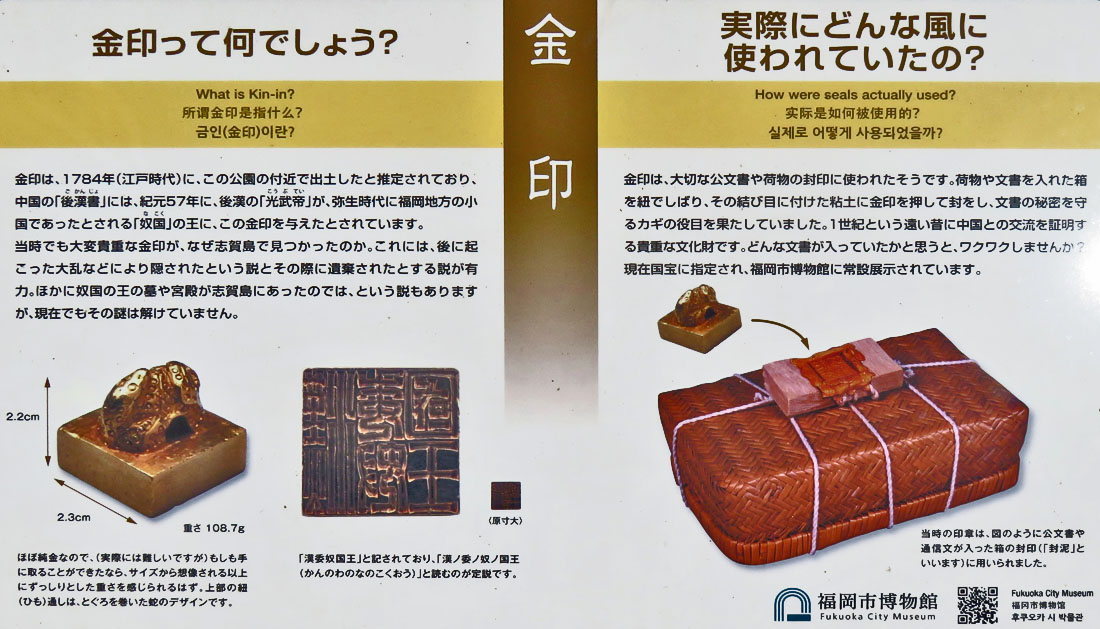 金印って何でしょう?
What is Kin-in?
所谓金印是指什么?
금인(金印)이란?
金印は、1784年(江戸時代)に、この公園の付近で出土したと推定されており、
中国の「後漢書」には、紀元57年に、後漢の「光武帝」が、弥生時代に福岡地方の小
国であったとされる「奴国」の王に、この金印を与えたとされています。
当時でも大変貴重な金印が、なぜ志賀島で見つかったのか。これには、後に起
こった大乱などにより隠されたという説とその際に遺棄されたとする説が有
力。ほかに奴国の王の墓や宮殿が志賀島にあったのでは、という説もあります
が、現在でもその謎は解けていません。
2.2cm
2.3cm
重さ 108.7g
ほぼ純金なので、(実際には難しいですが)もしも手
に取ることができたなら、サイズから想像される以上
にずっしりとした重さを感じられるはず。上部の紐
(ひも)通しは、とぐろを巻いた蛇のデザインです。
(原寸大)
「漢委奴国王」と記されており、「漢ノ委ノ奴ノ国王
(かんのわのなのこくおう)」と読むのが定説です。
金
印
実際にどんな風に
使われていたの?
How were seals actually used?
实际是如何被使用的?
실제로 어떻게 사용되었을까?
金印は、大切な公文書や荷物の封印に使われたそうです。荷物や文書を入れた箱
を紐でしばり、その結び目に付けた粘土に金印を押して封をし、文書の秘密を守
るカギの役目を果たしていました。1世紀という遠い昔に中国との交流を証明す
る貴重な文化財です。どんな文書が入っていたかと思うと、ワクワクしませんか?
現在国宝に指定され、福岡市博物館に常設展示されています。
当時の印章は、図のように公文書や
通信文が入った箱の封印(「封泥」と
いいます)に用いられました。
福岡市博物館
Fukuoka City Museum
Fukuoka City Museum
福冈市博物馆
후쿠오카 시 박물관